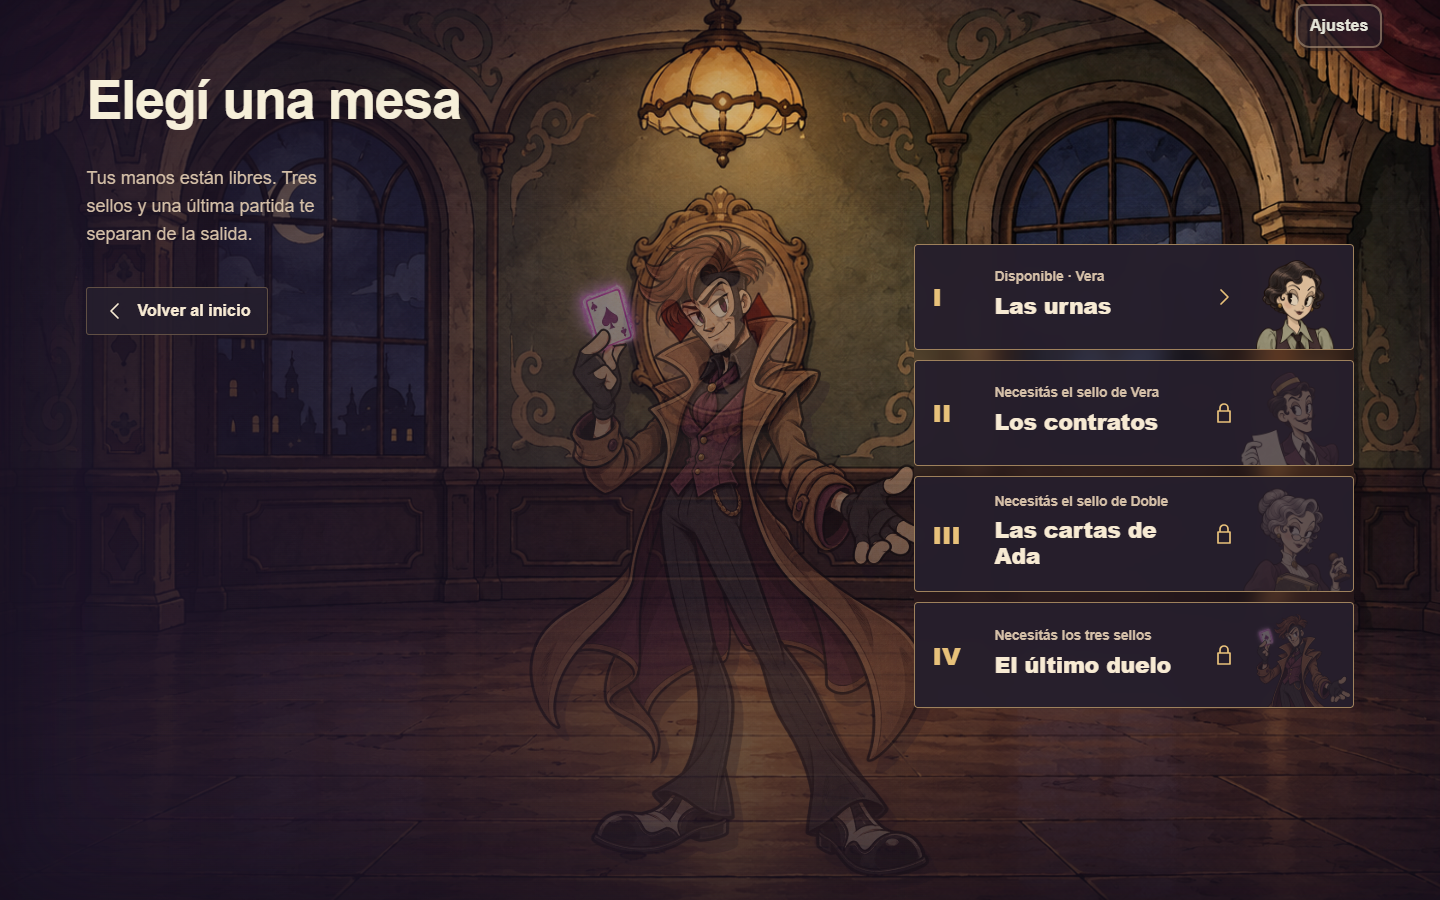 Ajustes
Elegí una mesa
Tus manos están libres. Tres
sellos y una última partida te
separan de la salida.
Volver al inicio
I
Disponible · Vera
Las urnas
II
Necesitás el sello de Vera
Los contratos
III
Necesitás el sello de Doble
Las cartas de
Ada
IV
Necesitás los tres sellos
El último duelo